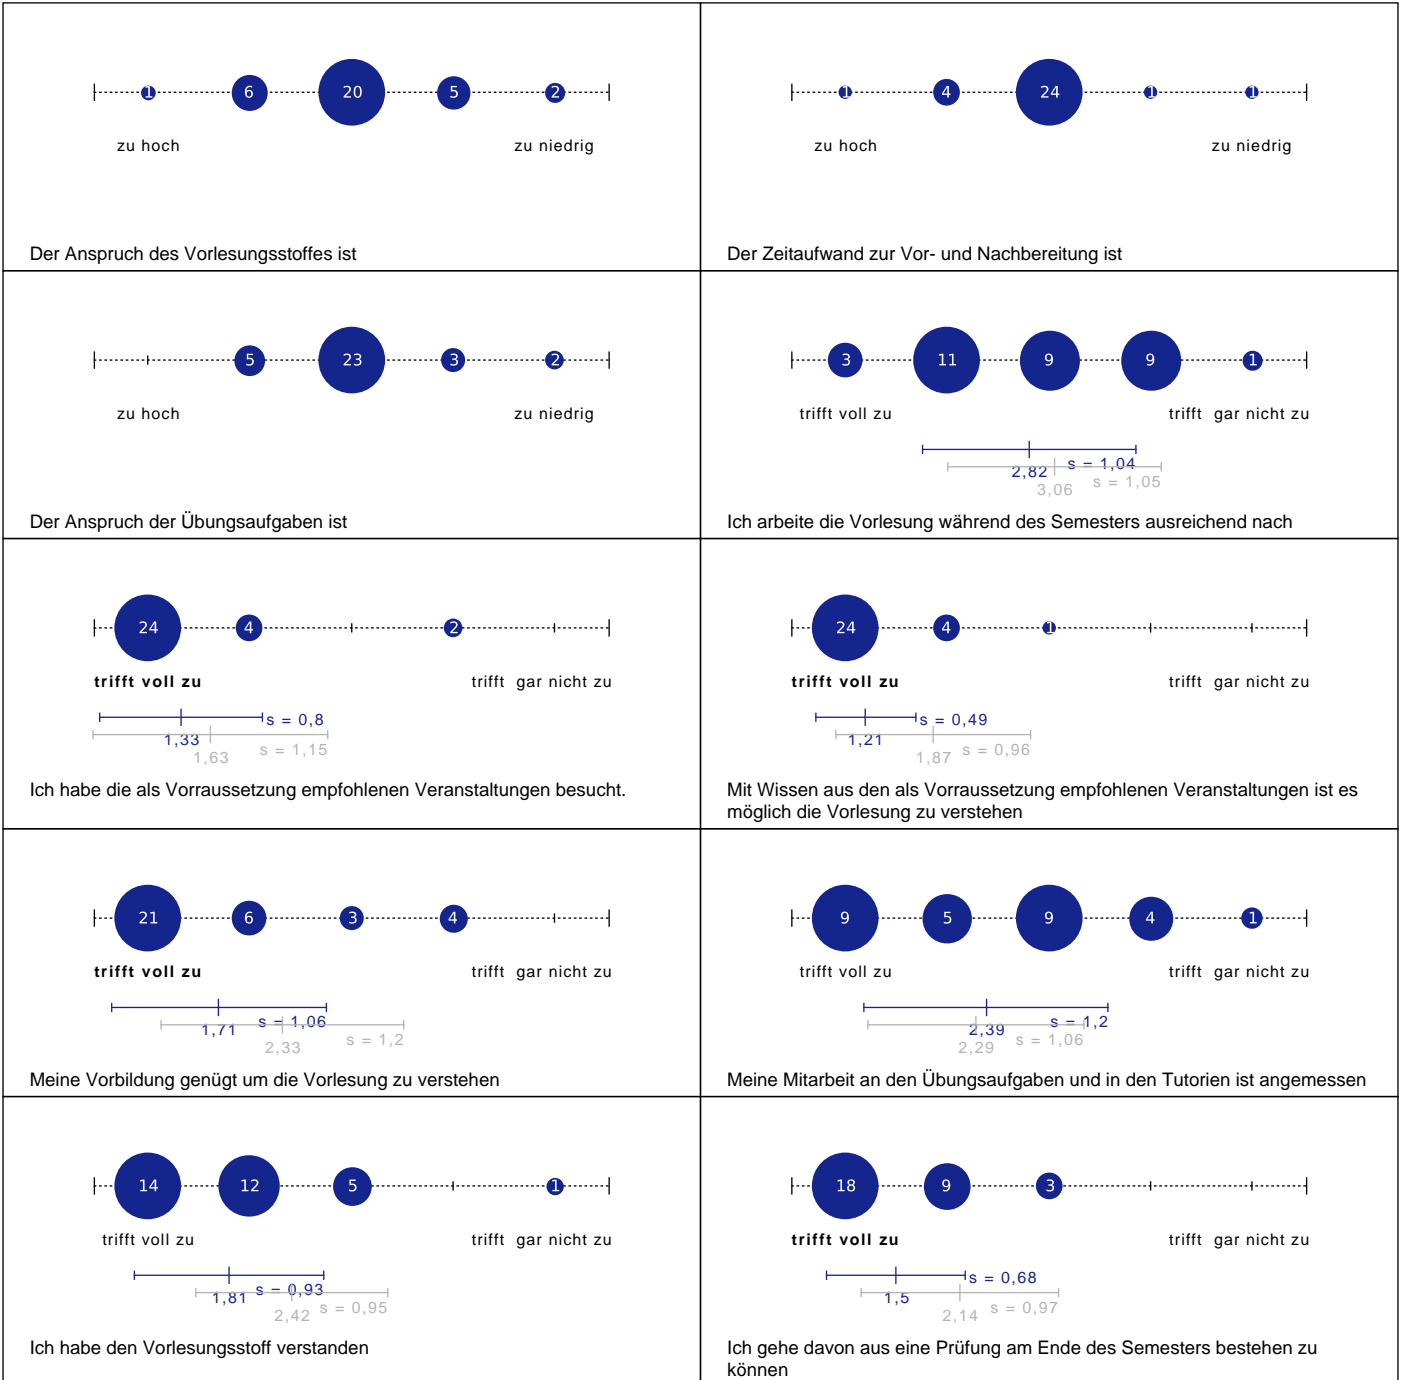 1 6 20 5 2
zu hoch zu niedrig
Der Anspruch des Vorlesungsstoffes ist
1 4 24 1 1
zu hoch zu niedrig
Der Zeitaufwand zur Vor- und Nachbereitung ist
5 23 3 2
zu hoch zu niedrig
Der Anspruch der Übungsaufgaben ist
3 11 9 9 1
trifft voll zu trifft gar nicht zu
2,82 s = 1,04
3,06 s = 1,05
Ich arbeite die Vorlesung während des Semesters ausreichend nach
24 4 2
trifft voll zu trifft gar nicht zu
1,33 s = 0,8
1,63 s = 1,15
Ich habe die als Vorraussetzung empfohlenen Veranstaltungen besucht.
24 4 1
trifft voll zu trifft gar nicht zu
1,21 s = 0,49
1,87 s = 0,96
Mit Wissen aus den als Vorraussetzung empfohlenen Veranstaltungen ist es
möglich die Vorlesung zu verstehen
21 6 3 4
trifft voll zu trifft gar nicht zu
1,71 s = 1,06
2,33 s = 1,2
Meine Vorbildung genügt um die Vorlesung zu verstehen
9 5 9 4 1
trifft voll zu trifft gar nicht zu
2,39 s = 1,2
2,29 s = 1,06
Meine Mitarbeit an den Übungsaufgaben und in den Tutorien ist angemessen
14 12 5 1
trifft voll zu trifft gar nicht zu
1,81 s = 0,93
2,42 s = 0,95
Ich habe den Vorlesungsstoff verstanden
18 9 3
trifft voll zu trifft gar nicht zu
1,5 s = 0,68
2,14 s = 0,97
Ich gehe davon aus eine Prüfung am Ende des Semesters bestehen zu
können